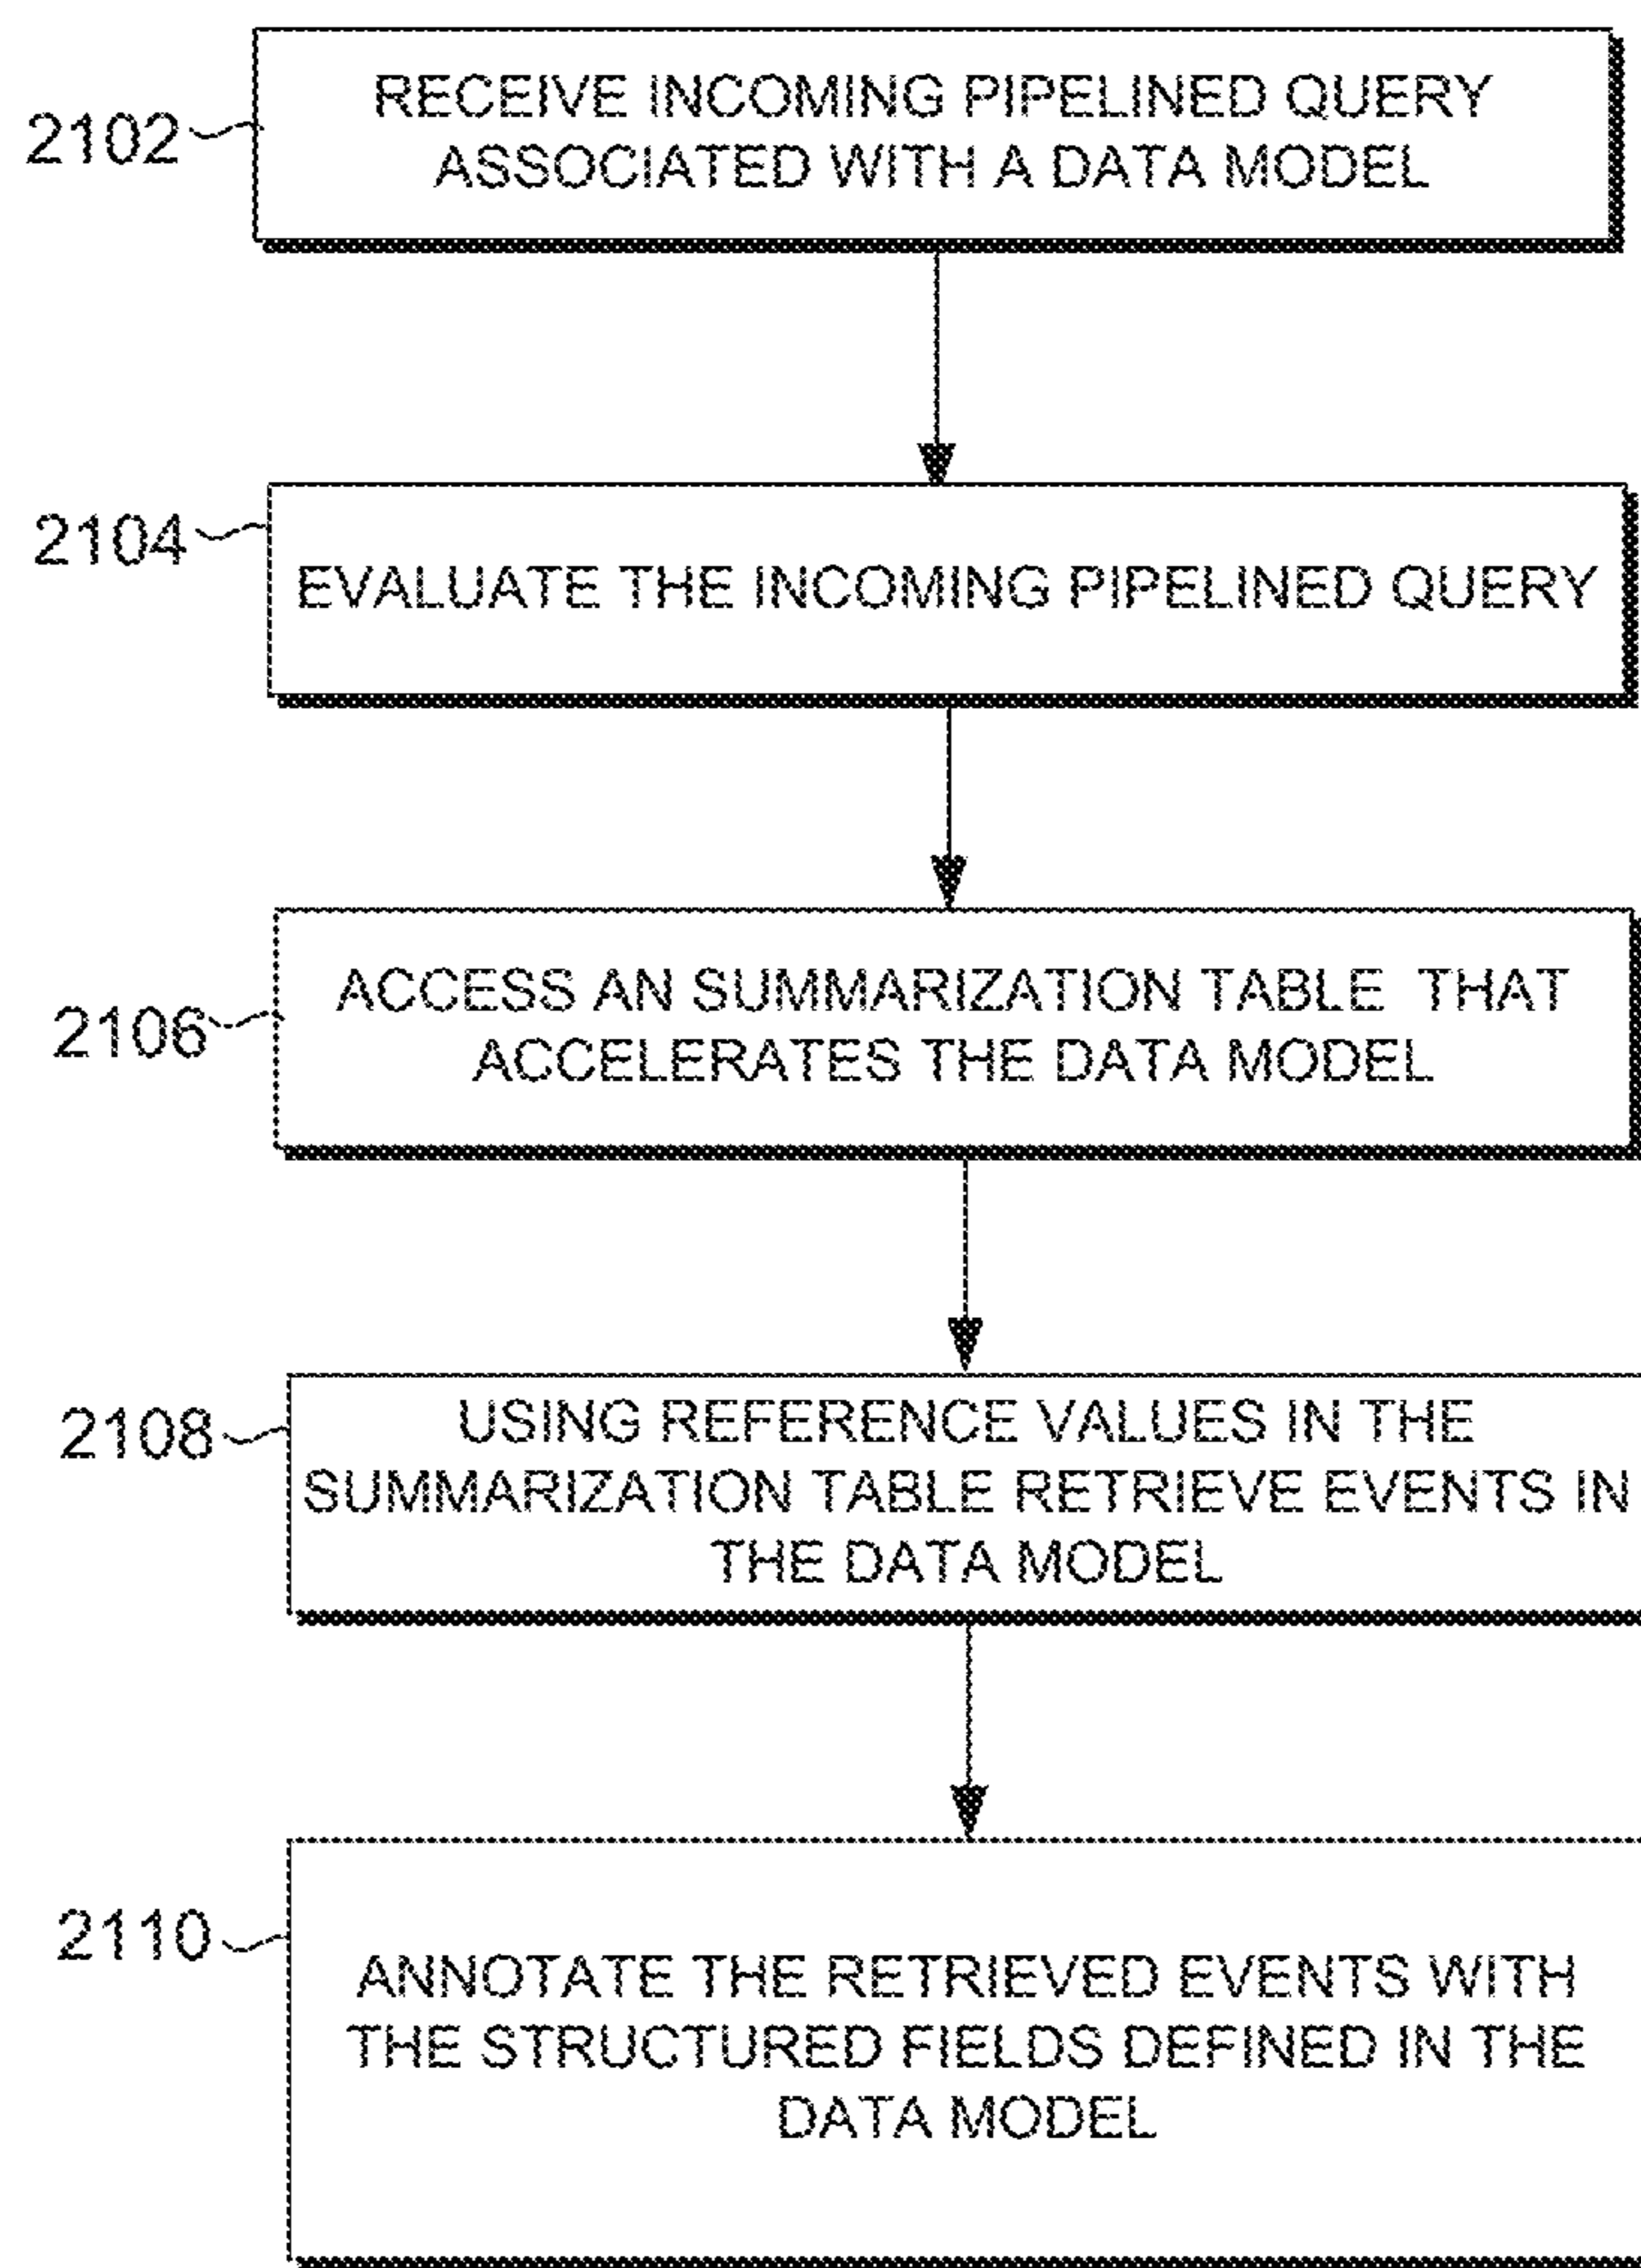 2102
RECEIVE INCOMING PIPELINED QUERY
ASSOCIATED WITH A DATA MODEL
2104
EVALUATE THE INCOMING PIPELINED QUERY
2106
ACCESS AN SUMMARIZATION TABLE THAT
ACCELERATES THE DATA MODEL
2108
USING REFERENCE VALUES IN THE
SUMMARIZATION TABLE RETRIEVE EVENTS IN
THE DATA MODEL
2110
ANNOTATE THE RETRIEVED EVENTS WITH
THE STRUCTURED FIELDS DEFINED IN THE
DATA MODEL